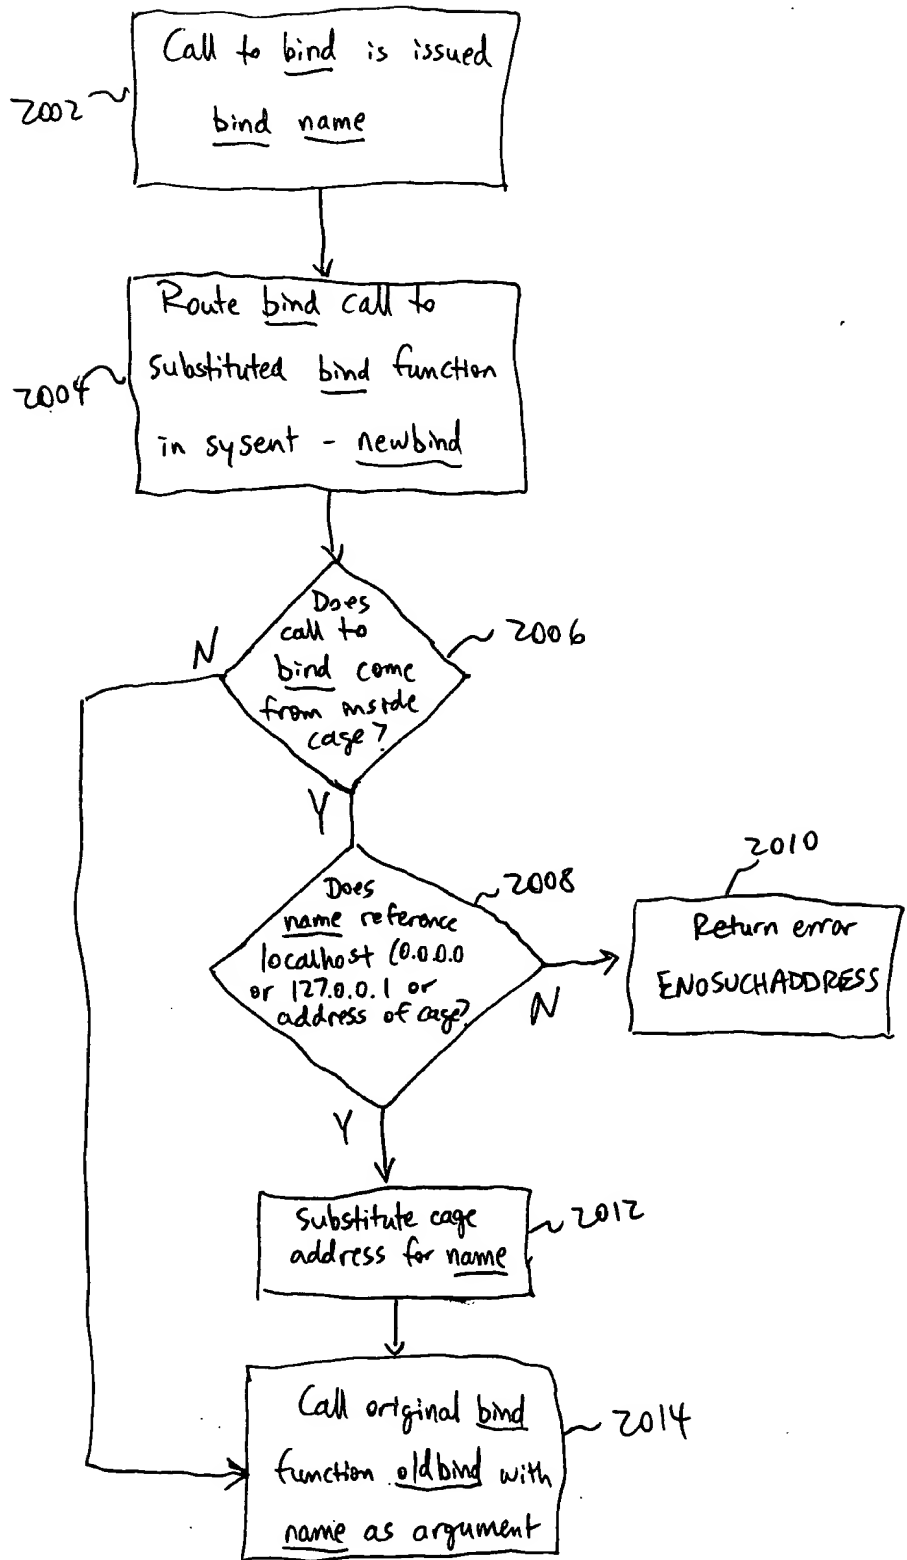 Call to bind is issued
bind name
2002
Route bind call to
substituted bind function
in sysent - newbind
2004
Does
call to
bind come
from inside
cage?
2006
N
Y
Does
name reference
localhost (0.0.0.0
or 127.0.0.1 or
address of cage?
2008
N
2010
Return error
ENOSUCHADDRESS
Y
Substitute cage
address for name
2012
Call original bind
function oldbind with
name as argument
2014